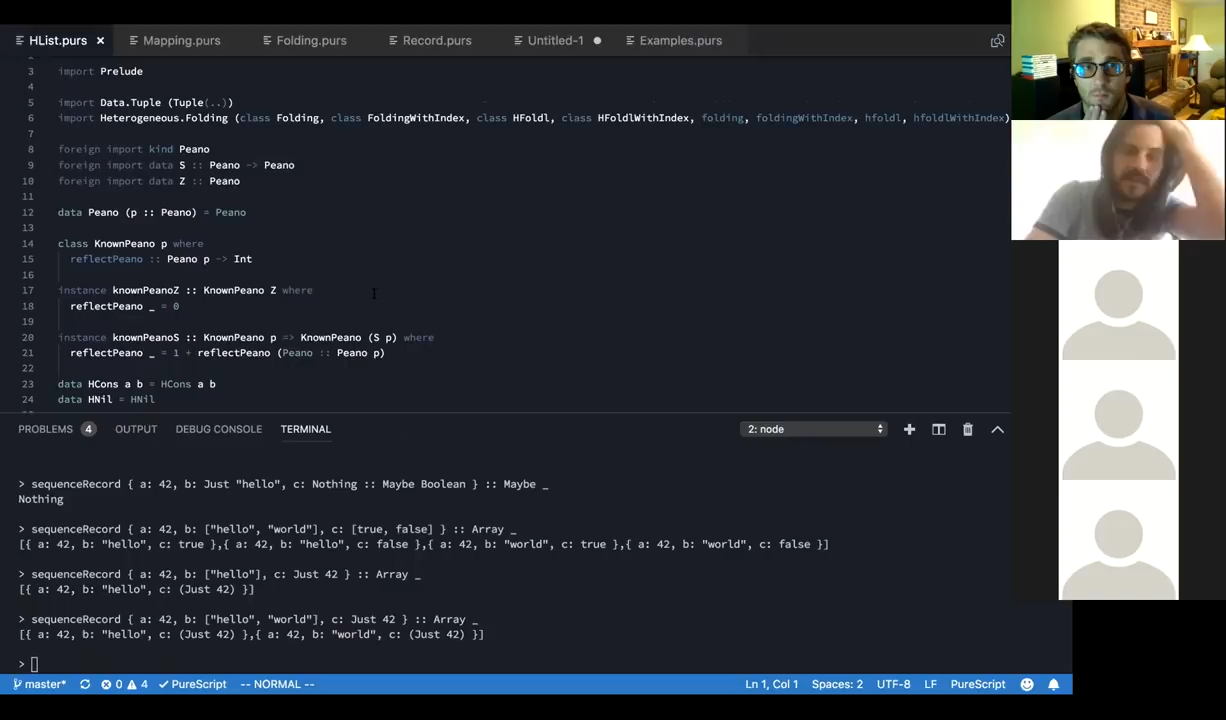 HList.purs × Mapping.purs Folding.purs Record.purs Untitled-1 ● Examples.purs
3 import Prelude
4
5 import Data.Tuple (Tuple(..))
6 import Heterogeneous.Folding (class Folding, class FoldingWithIndex, class HFoldl, class HFoldlWithIndex, folding, foldingWithIndex, hfoldl, hfoldlWithIndex)
7
8 foreign import kind Peano
9 foreign import data S :: Peano -> Peano
10 foreign import data Z :: Peano
11
12 data Peano (p :: Peano) = Peano
13
14 class KnownPeano p where
15 reflectPeano :: Peano p -> Int
16
17 instance knownPeanoZ :: KnownPeano Z where
18 reflectPeano _ = 0
19
20 instance knownPeanoS :: KnownPeano p => KnownPeano (S p) where
21 reflectPeano _ = 1 + reflectPeano (Peano :: Peano p)
22
23 data HCons a b = HCons a b
24 data HNil = HNil
PROBLEMS 4 OUTPUT DEBUG CONSOLE TERMINAL 2: node
> sequenceRecord { a: 42, b: Just "hello", c: Nothing :: Maybe Boolean } :: Maybe _
Nothing
> sequenceRecord { a: 42, b: ["hello", "world"], c: [true, false] } :: Array _
[{ a: 42, b: "hello", c: true },{ a: 42, b: "hello", c: false },{ a: 42, b: "world", c: true },{ a: 42, b: "world", c: false }]
> sequenceRecord { a: 42, b: ["hello"], c: Just 42 } :: Array _
[{ a: 42, b: "hello", c: (Just 42) }]
> sequenceRecord { a: 42, b: ["hello", "world"], c: Just 42 } :: Array _
[{ a: 42, b: "hello", c: (Just 42) },{ a: 42, b: "world", c: (Just 42) }]
>
master* 0 4 PureScript -- NORMAL -- Ln 1, Col 1 Spaces: 2 UTF-8 LF PureScript